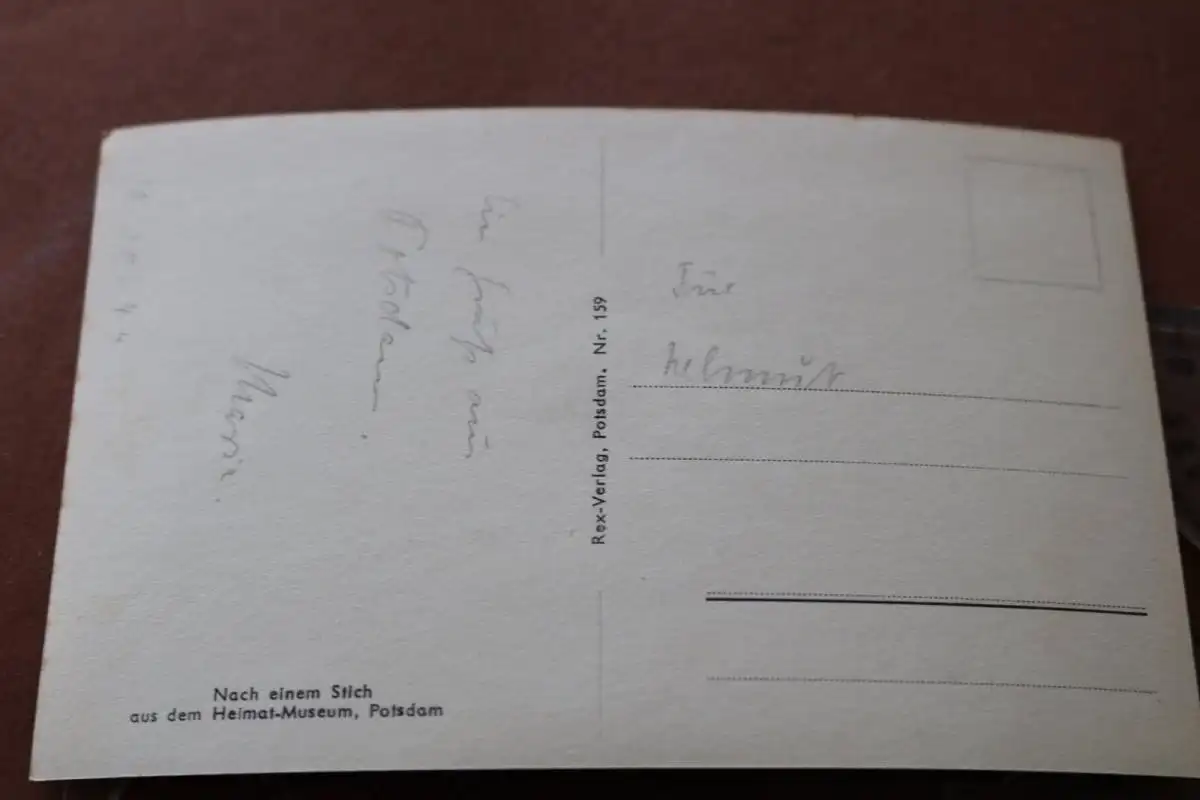 Ein Gruß aus
Potsdam.
Marie.
Für
Helmut
Rex-Verlag, Potsdam. Nr. 159
Nach einem Stich
aus dem Heimat-Museum, Potsdam